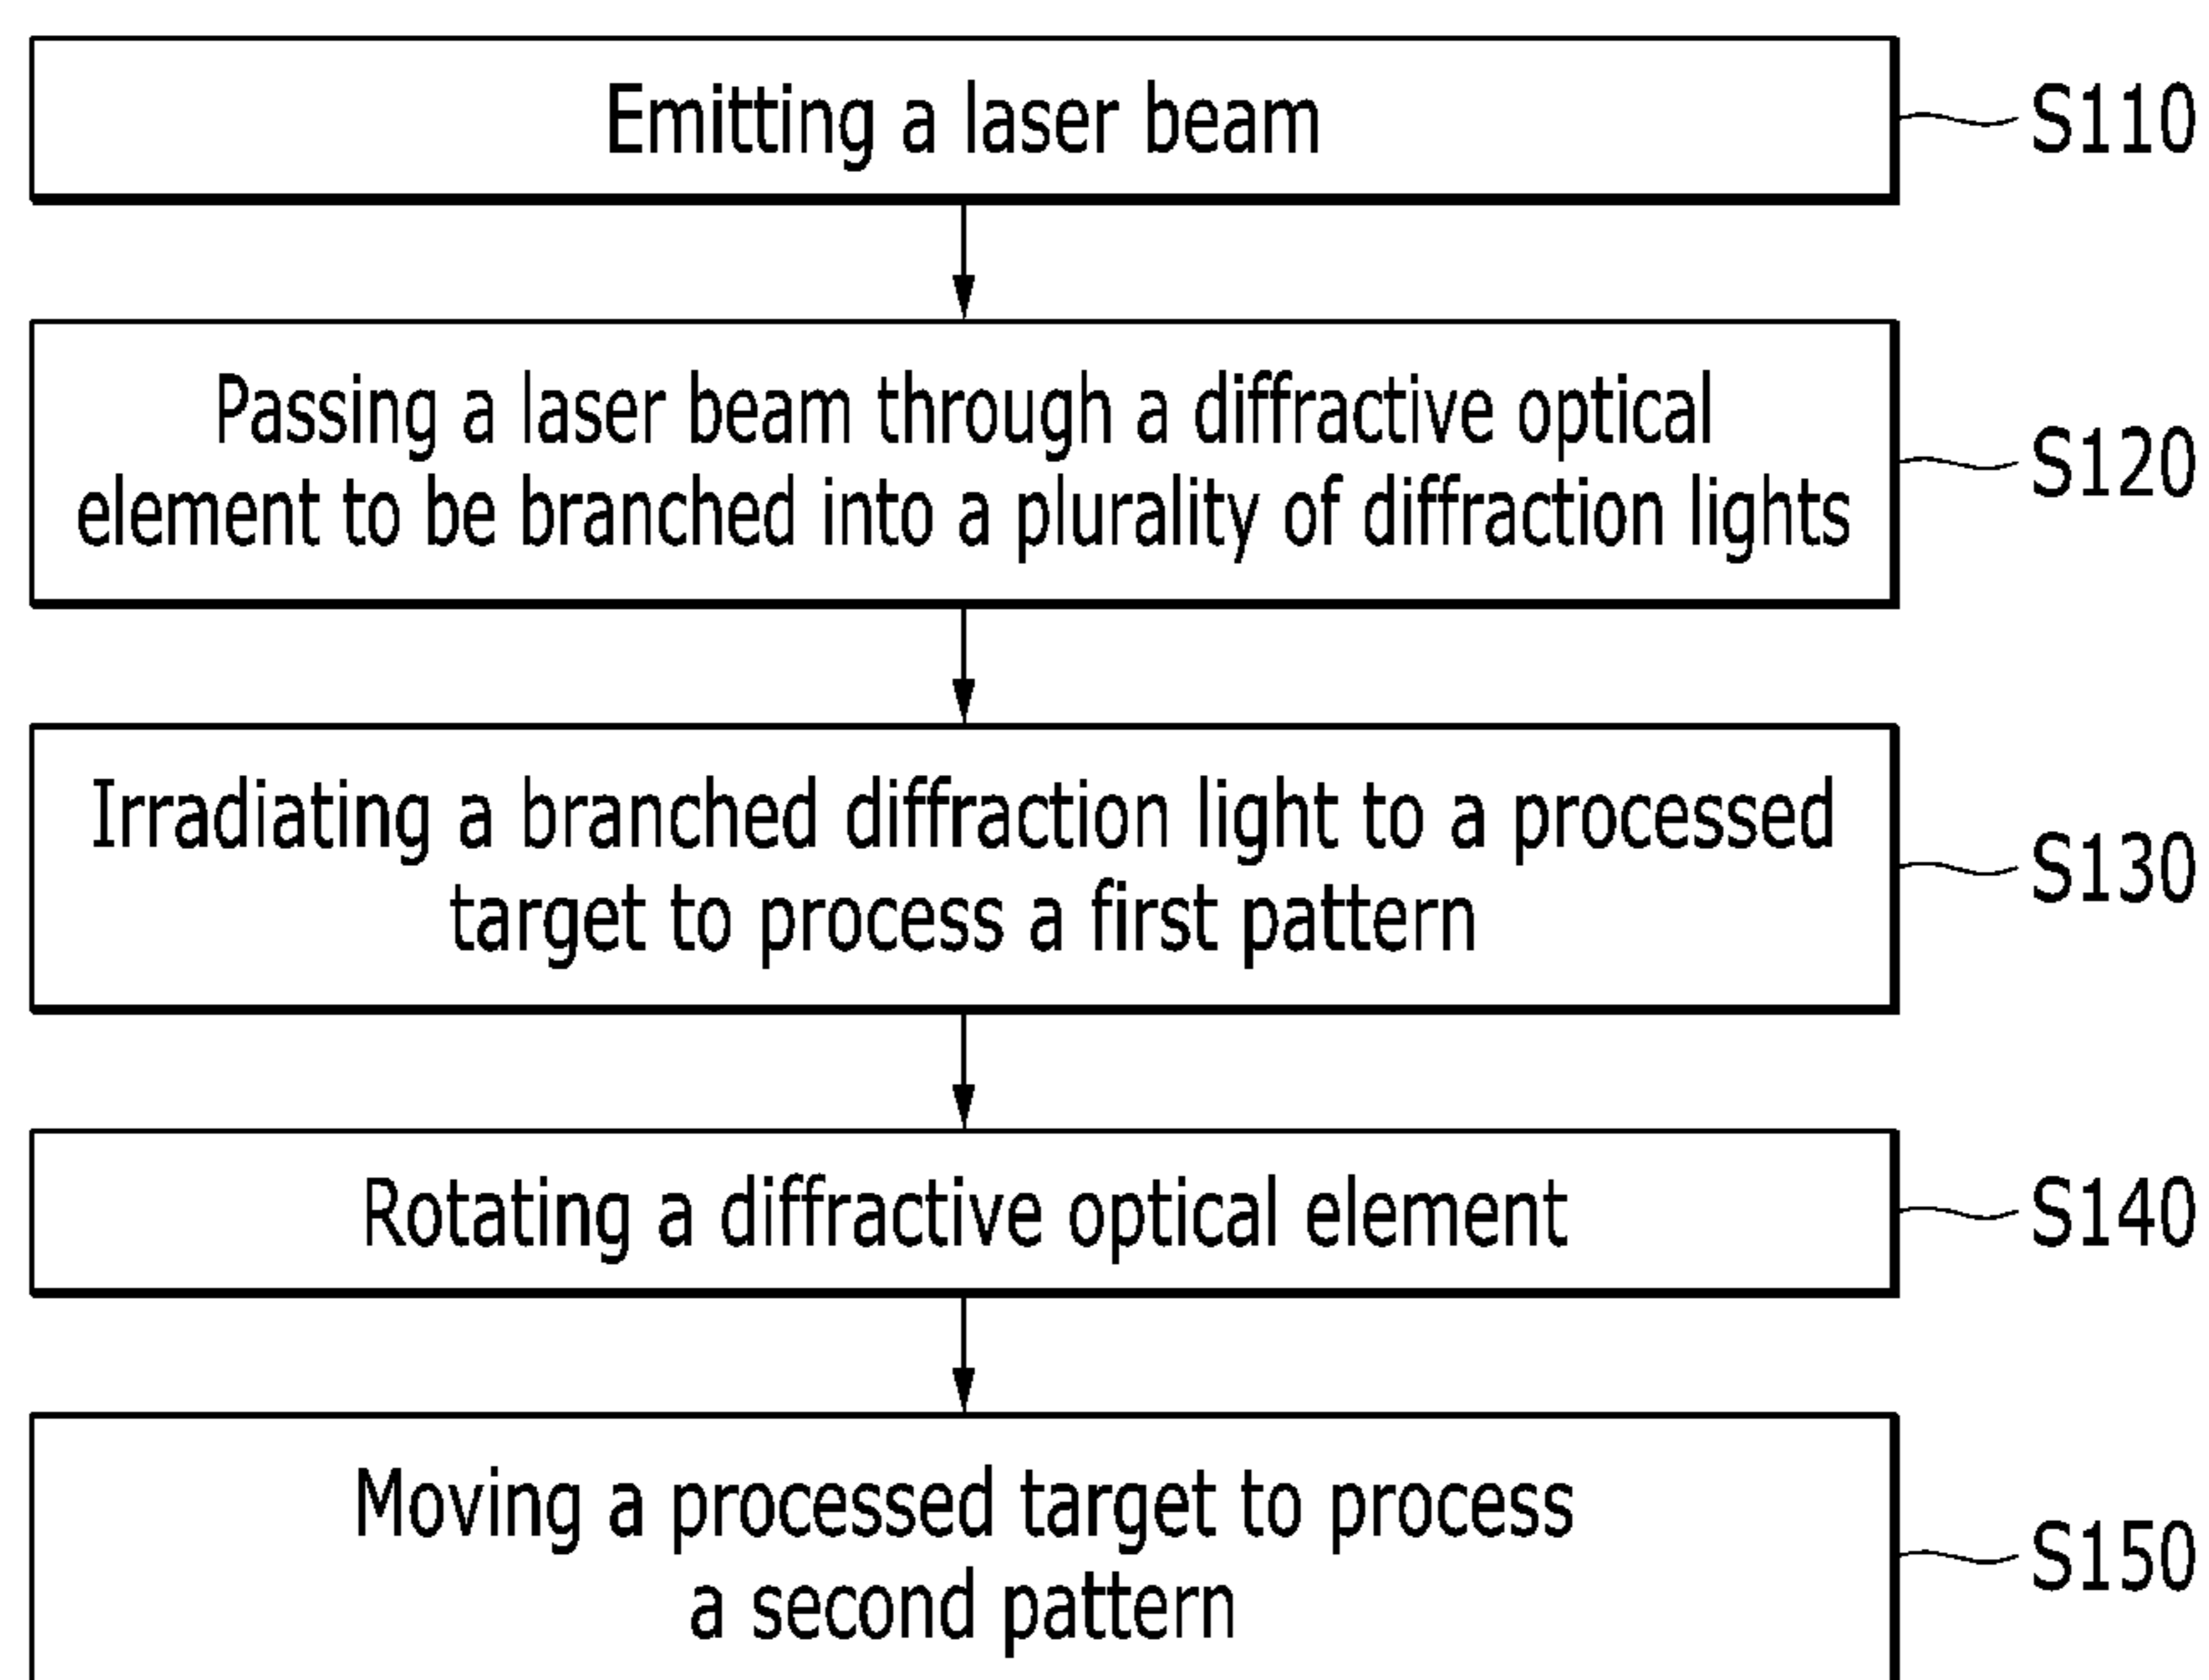 Emitting a laser beam
S110
Passing a laser beam through a diffractive optical
element to be branched into a plurality of diffraction lights
S120
Irradiating a branched diffraction light to a processed
target to process a first pattern
S130
Rotating a diffractive optical element
S140
Moving a processed target to process
a second pattern
S150